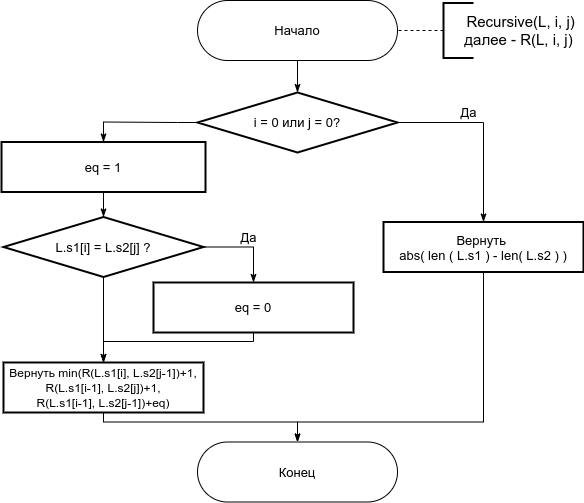 Начало
Recursive(L, i, j)
далее - R(L, i, j)
i = 0 или j = 0?
Да
eq = 1
L.s1[i] = L.s2[j] ?
Да
Вернуть
abs( len ( L.s1 ) - len( L.s2 ) )
eq = 0
Вернуть min(R(L.s1[i], L.s2[j-1])+1,
R(L.s1[i-1], L.s2[j])+1,
R(L.s1[i-1], L.s2[j-1])+eq)
Конец